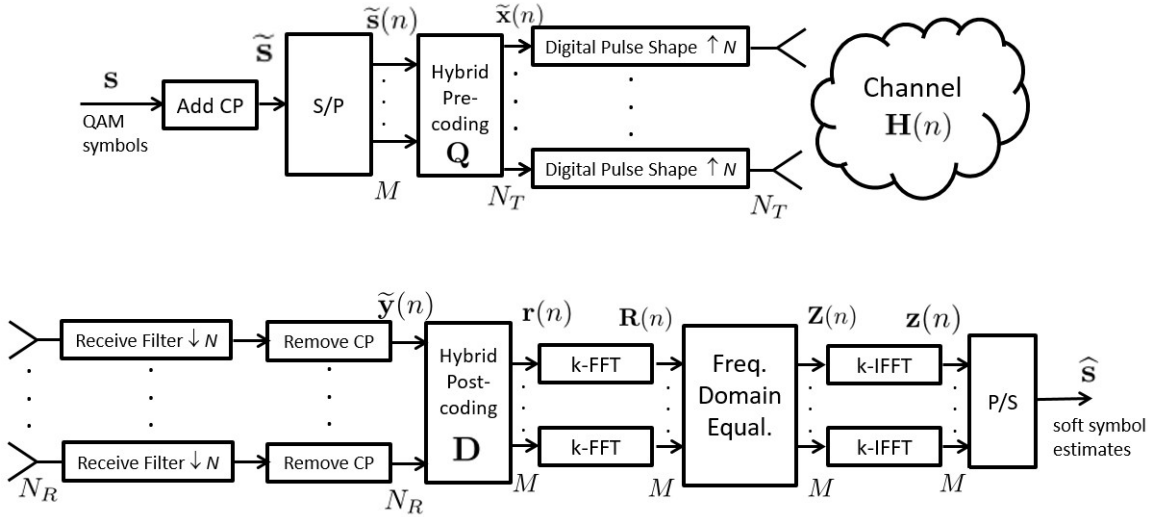 s
QAM
symbols
Add CP
s̃
S/P
s̃(n)
M
Hybrid
Pre-
coding
Q
x̃(n)
N_T
Digital Pulse Shape ↑ N
Digital Pulse Shape ↑ N
N_T
Channel
H(n)
N_R
Receive Filter ↓ N
Receive Filter ↓ N
Remove CP
Remove CP
ỹ(n)
N_R
Hybrid
Post-
coding
D
r(n)
M
k-FFT
k-FFT
R(n)
M
Freq.
Domain
Equal.
Z(n)
M
k-IFFT
k-IFFT
z(n)
M
P/S
ŝ
soft symbol
estimates